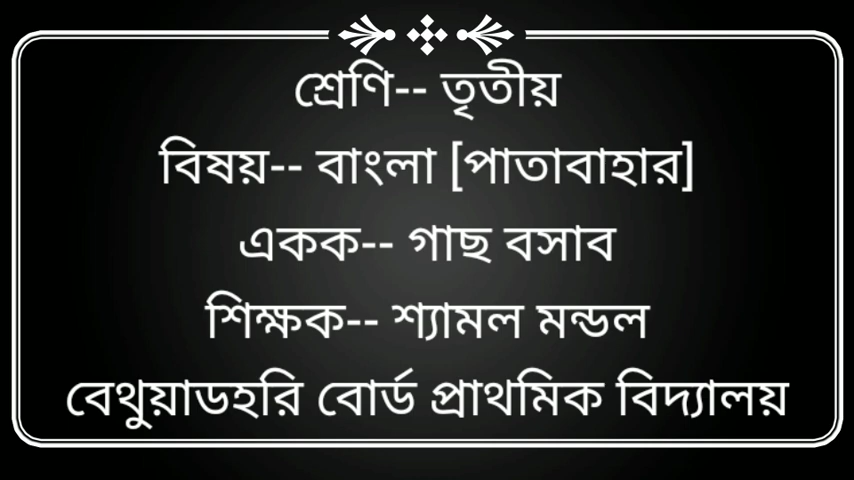 শ্রেণি-- তৃতীয়
বিষয়-- বাংলা [পাতাবাহার]
একক-- গাছ বসাব
শিক্ষক-- শ্যামল মন্ডল
বেথুয়াডহরি বোর্ড প্রাথমিক বিদ্যালয়